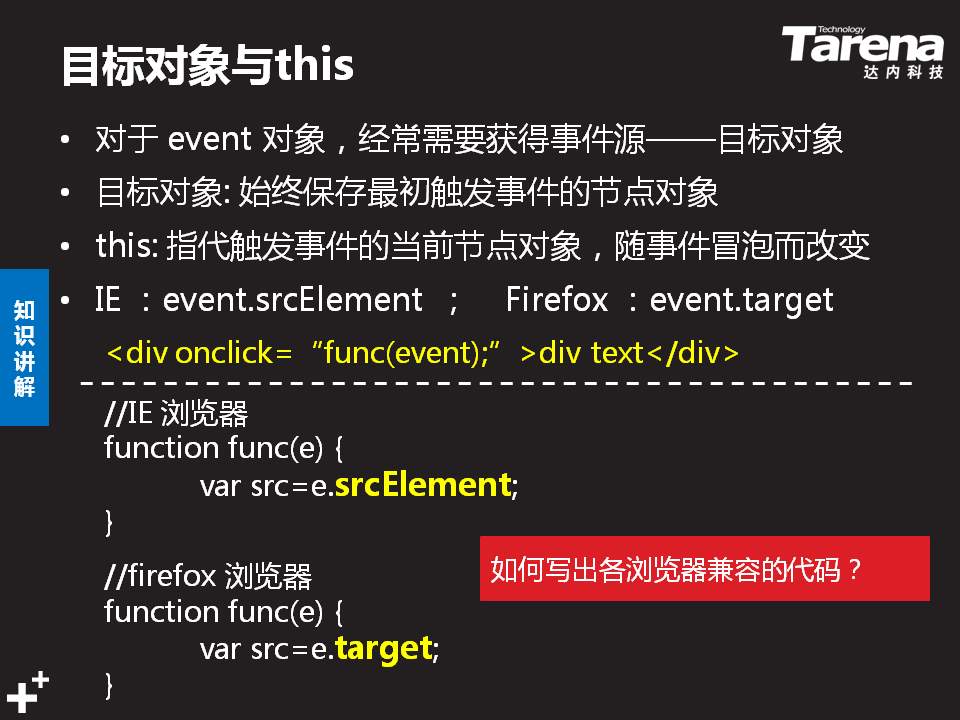 目标对象与this
Technology
Tarena
达内科技
• 对于 event 对象，经常需要获得事件源——目标对象
• 目标对象: 始终保存最初触发事件的节点对象
• this: 指代触发事件的当前节点对象，随事件冒泡而改变
• IE ：event.srcElement ； Firefox ：event.target
知识讲解
<div onclick=“func(event);”>div text</div>
//IE 浏览器
function func(e) {
var src=e.srcElement;
}
如何写出各浏览器兼容的代码？
//firefox 浏览器
function func(e) {
var src=e.target;
}